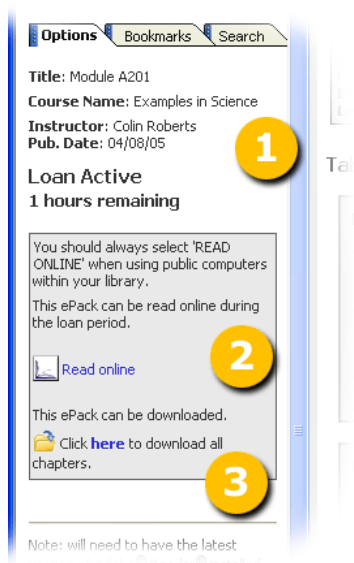 Options Bookmarks Search
Title: Module A201
Course Name: Examples in Science
Instructor: Colin Roberts
Pub. Date: 04/08/05
1
Loan Active
1 hours remaining
You should always select 'READ
ONLINE' when using public computers
within your library.
This ePack can be read online during
the loan period.
2
Read online
This ePack can be downloaded.
Click here to download all
chapters.
3
Note: will need to have the latest